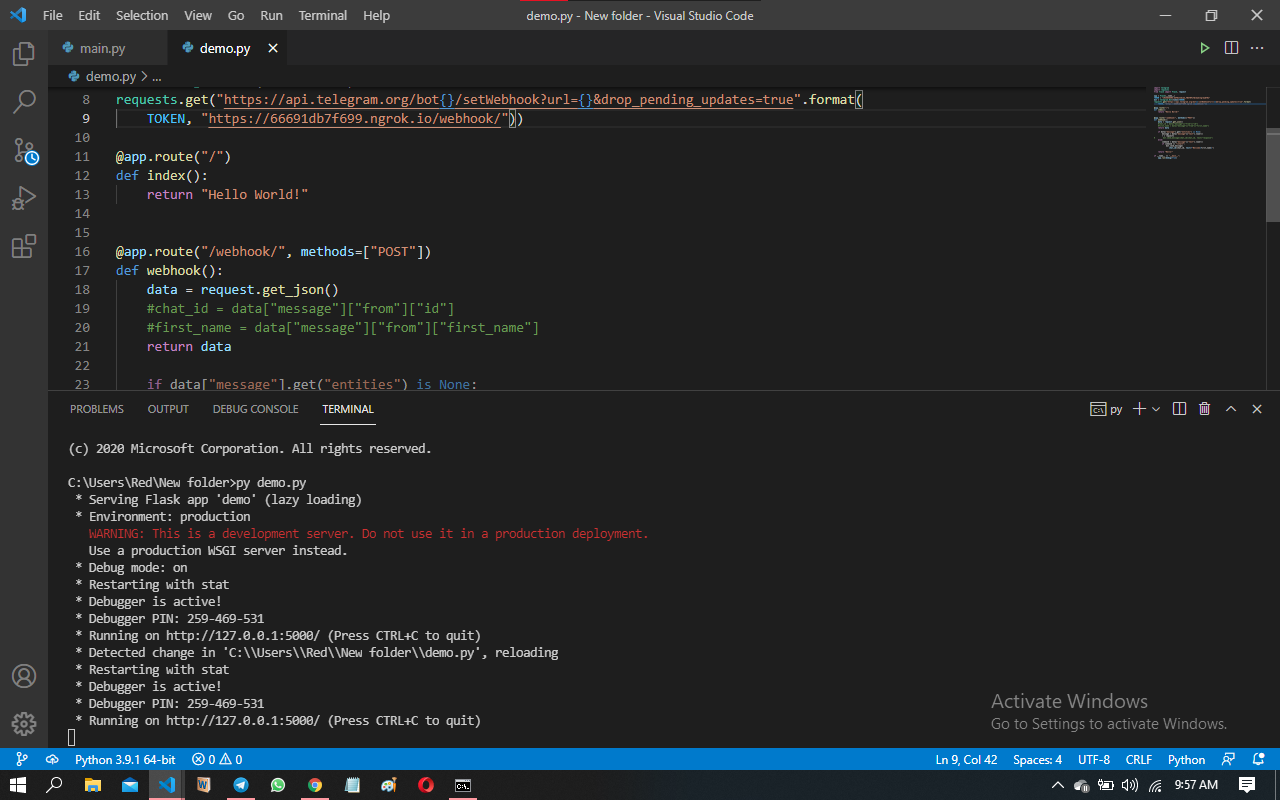 File Edit Selection View Go Run Terminal Help demo.py - New folder - Visual Studio Code
main.py demo.py
demo.py > ...
8 requests.get("https://api.telegram.org/bot{}/setWebhook?url={}&drop_pending_updates=true".format(
9 TOKEN, "https://66691db7f699.ngrok.io/webhook/"))
10
11 @app.route("/")
12 def index():
13 return "Hello World!"
14
15
16 @app.route("/webhook/", methods=["POST"])
17 def webhook():
18 data = request.get_json()
19 #chat_id = data["message"]["from"]["id"]
20 #first_name = data["message"]["from"]["first_name"]
21 return data
22
23 if data["message"].get("entities") is None:
PROBLEMS OUTPUT DEBUG CONSOLE TERMINAL py
(c) 2020 Microsoft Corporation. All rights reserved.
C:\Users\Red\New folder>py demo.py
* Serving Flask app 'demo' (lazy loading)
* Environment: production
WARNING: This is a development server. Do not use it in a production deployment.
Use a production WSGI server instead.
* Debug mode: on
* Restarting with stat
* Debugger is active!
* Debugger PIN: 259-469-531
* Running on http://127.0.0.1:5000/ (Press CTRL+C to quit)
* Detected change in 'C:\\Users\\Red\\New folder\\demo.py', reloading
* Restarting with stat
* Debugger is active!
* Debugger PIN: 259-469-531
* Running on http://127.0.0.1:5000/ (Press CTRL+C to quit)
Activate Windows
Go to Settings to activate Windows.
Python 3.9.1 64-bit 0 0 Ln 9, Col 42 Spaces: 4 UTF-8 CRLF Python
9:57 AM